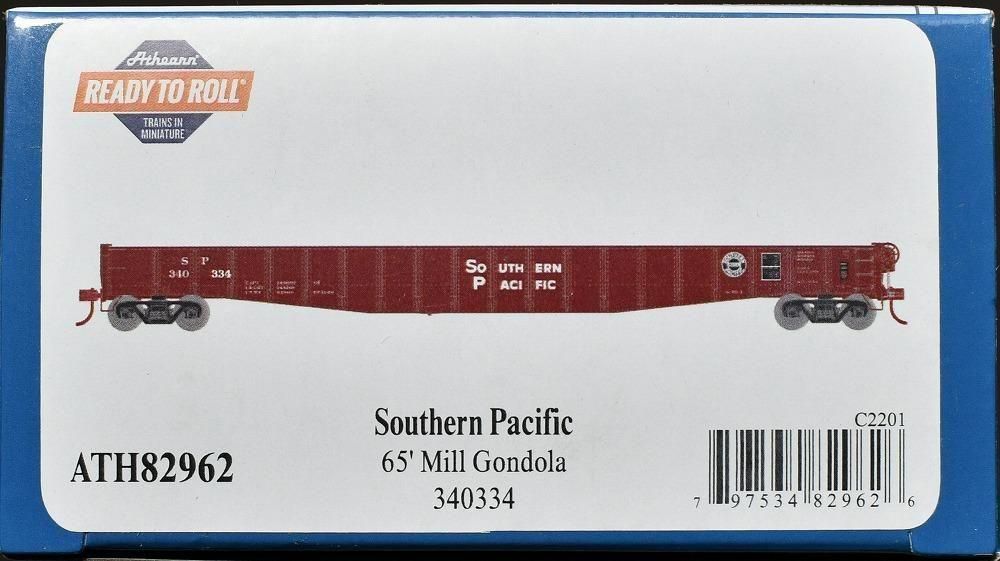 Athearn
READY TO ROLL®
TRAINS IN
MINIATURE
S P
340 334
SOUTHERN
PACIFIC
Southern Pacific
65' Mill Gondola
340334
ATH82962
C2201
7 97534 82962 6